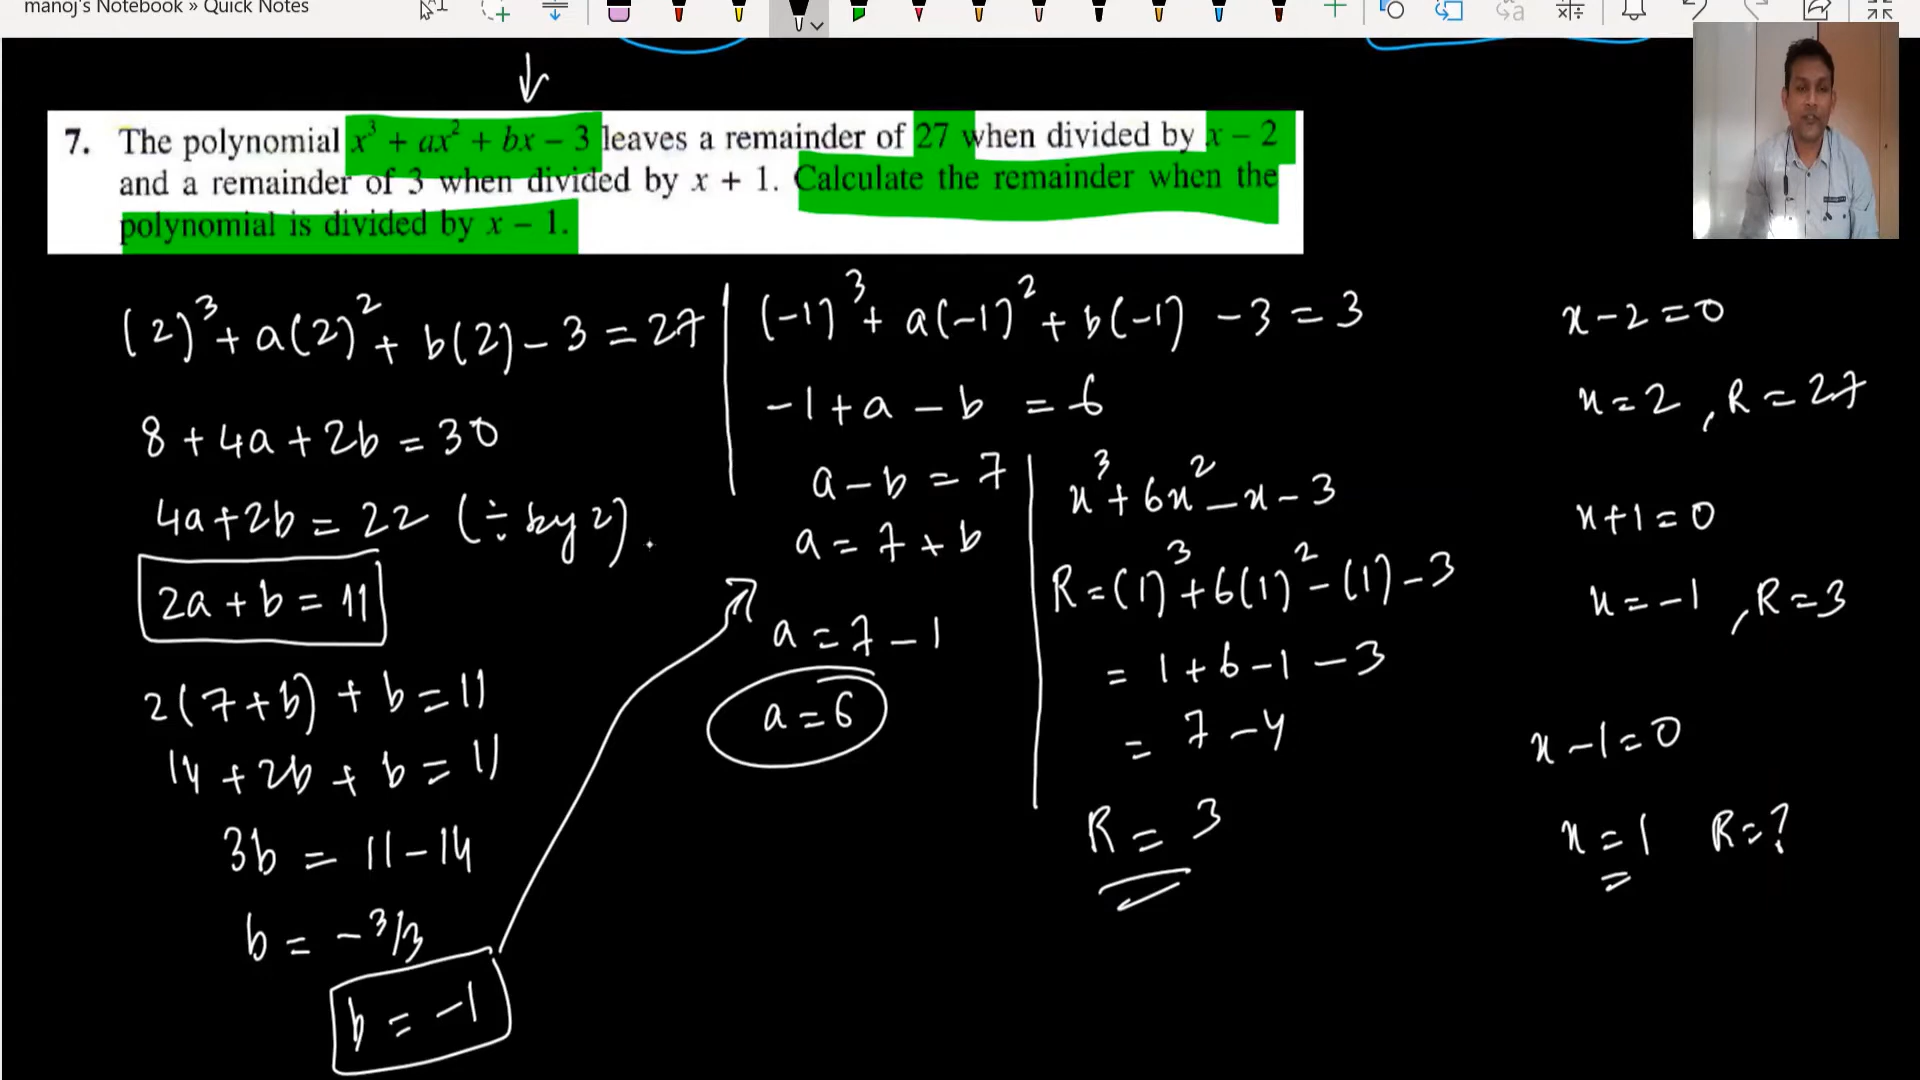 manoj's Notebook » Quick Notes
7. The polynomial x³ + ax² + bx − 3 leaves a remainder of 27 when divided by x − 2
and a remainder of 3 when divided by x + 1. Calculate the remainder when the
polynomial is divided by x − 1.
(2)³ + a(2)² + b(2) − 3 = 27
8 + 4a + 2b = 30
4a + 2b = 22 (÷ by 2).
2a + b = 11
2(7+b) + b = 11
14 + 2b + b = 11
3b = 11 − 14
b = −3/3
b = −1
(−1)³ + a(−1)² + b(−1) − 3 = 3
−1 + a − b = 6
a − b = 7
a = 7 + b
a = 7 − 1
a = 6
x³ + 6x² − x − 3
R = (1)³ + 6(1)² − (1) − 3
= 1 + 6 − 1 − 3
= 7 − 4
R = 3
x − 2 = 0
x = 2 , R = 27
x + 1 = 0
x = −1 , R = 3
x − 1 = 0
x = 1 R = ?